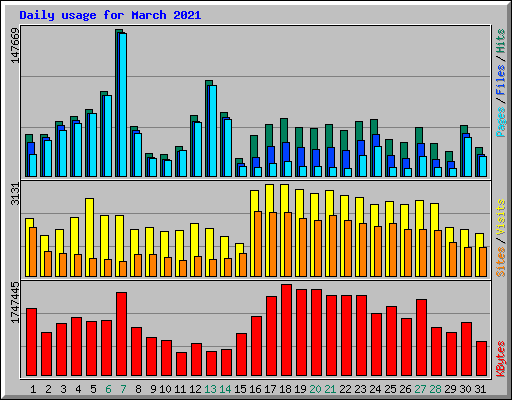 Daily usage for March 2021
147669
Pages / Files / Hits
3131
Sites / Visits
1747445
KBytes
1 2 3 4 5 6 7 8 9 10 11 12 13 14 15 16 17 18 19 20 21 22 23 24 25 26 27 28 29 30 31